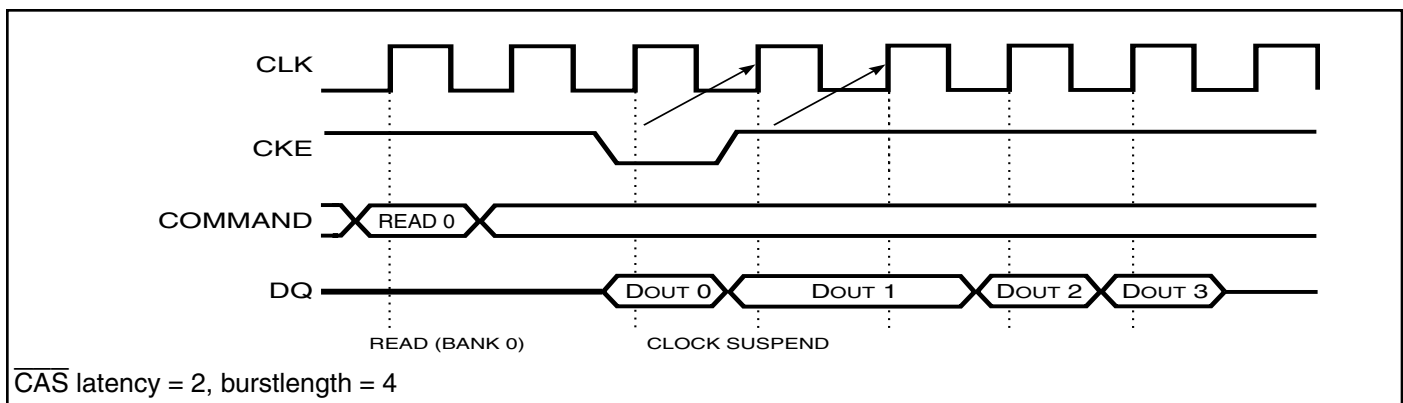 CLK
CKE
COMMAND READ 0
DQ DOUT 0 DOUT 1 DOUT 2 DOUT 3
READ (BANK 0) CLOCK SUSPEND
CAS latency = 2, burstlength = 4